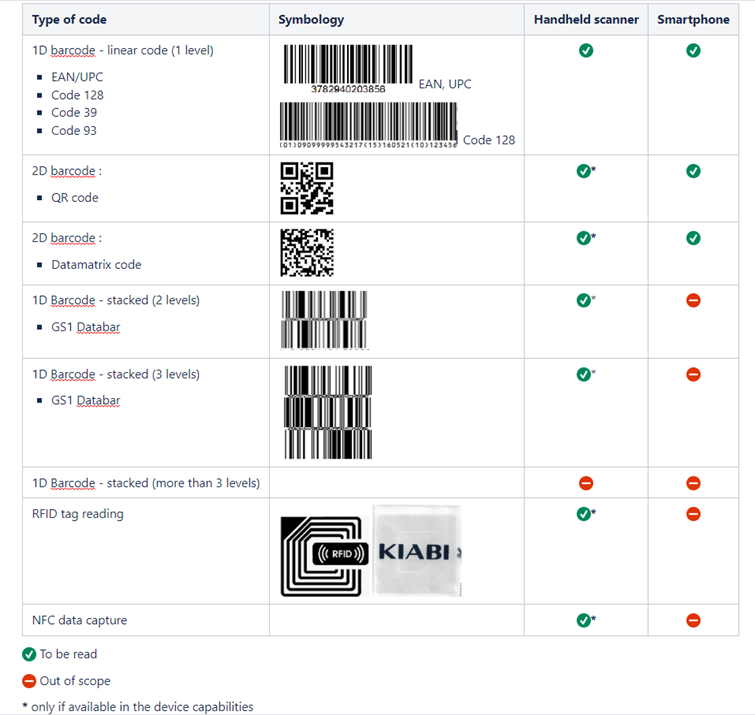 Type of code Symbology Handheld scanner Smartphone
1D barcode - linear code (1 level)
EAN/UPC
Code 128
Code 39
Code 93
3782940203856 EAN, UPC
(01)09099999543217(15)160521(10)123456 Code 128
2D barcode :
*
QR code
2D barcode :
*
Datamatrix code
1D Barcode - stacked (2 levels)
*
GS1 Databar
1D Barcode - stacked (3 levels)
*
GS1 Databar
1D Barcode - stacked (more than 3 levels)
RFID tag reading
*
RFID
KIABI
NFC data capture
*
To be read
Out of scope
* only if available in the device capabilities